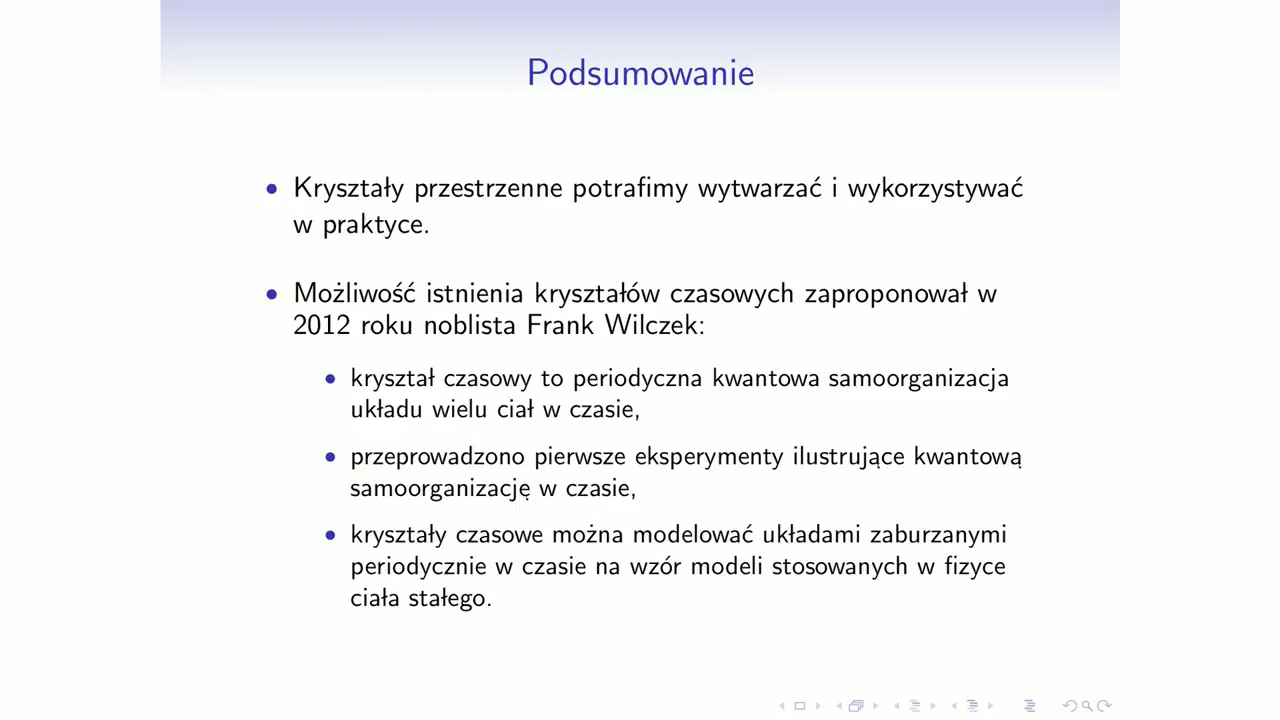 Podsumowanie
• Kryształy przestrzenne potrafimy wytwarzać i wykorzystywać
w praktyce.
• Możliwość istnienia kryształów czasowych zaproponował w
2012 roku noblista Frank Wilczek:
• kryształ czasowy to periodyczna kwantowa samoorganizacja
układu wielu ciał w czasie,
• przeprowadzono pierwsze eksperymenty ilustrujące kwantową
samoorganizację w czasie,
• kryształy czasowe można modelować układami zaburzanymi
periodycznie w czasie na wzór modeli stosowanych w fizyce
ciała stałego.